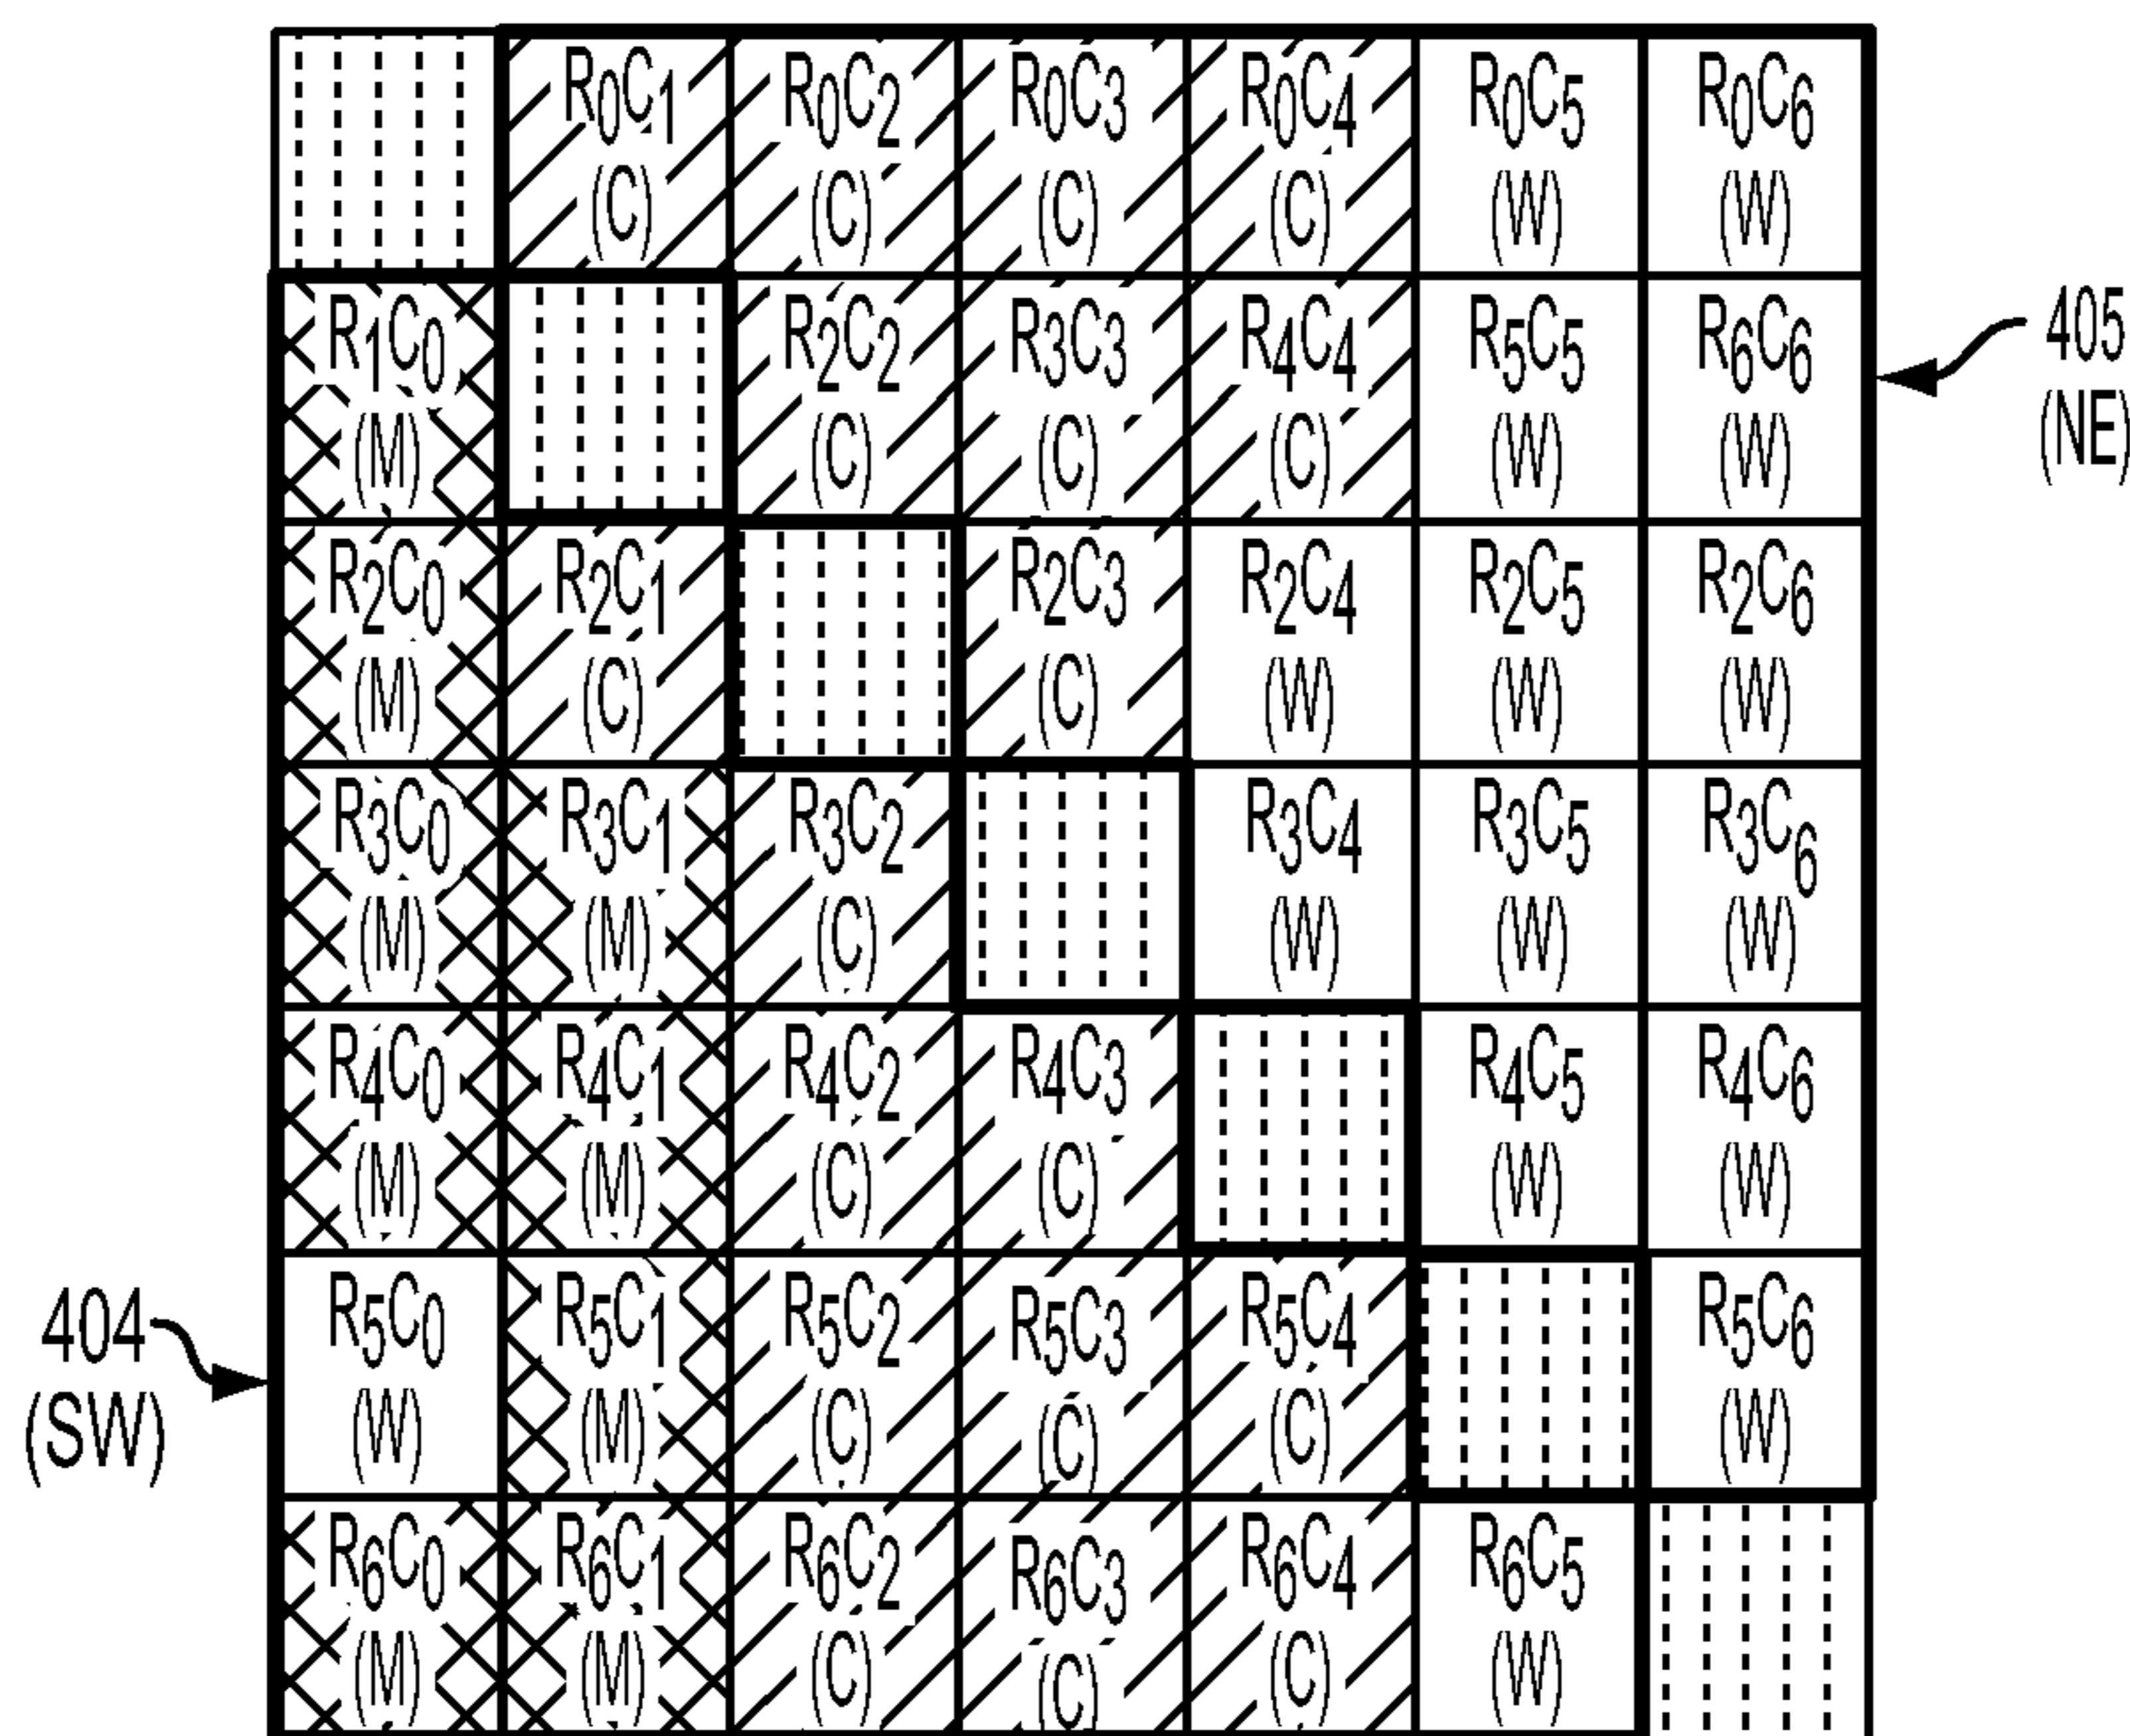 R0C1 R0C2 R0C3 R0C4 R0C5 R0C6
(C) (C) (C) (C) (W) (W)
R1C0 R2C2 R3C3 R4C4 R5C5 R6C6 405
(M) (C) (C) (C) (W) (W) (NE)
R2C0 R2C1 R2C3 R2C4 R2C5 R2C6
(M) (C) (C) (W) (W) (W)
R3C0 R3C1 R3C2 R3C4 R3C5 R3C6
(M) (M) (C) (W) (W) (W)
R4C0 R4C1 R4C2 R4C3 R4C5 R4C6
(M) (M) (C) (C) (W) (W)
404 R5C0 R5C1 R5C2 R5C3 R5C4 R5C6
(SW) (W) (M) (C) (C) (C) (W)
R6C0 R6C1 R6C2 R6C3 R6C4 R6C5
(M) (M) (C) (C) (C) (W)